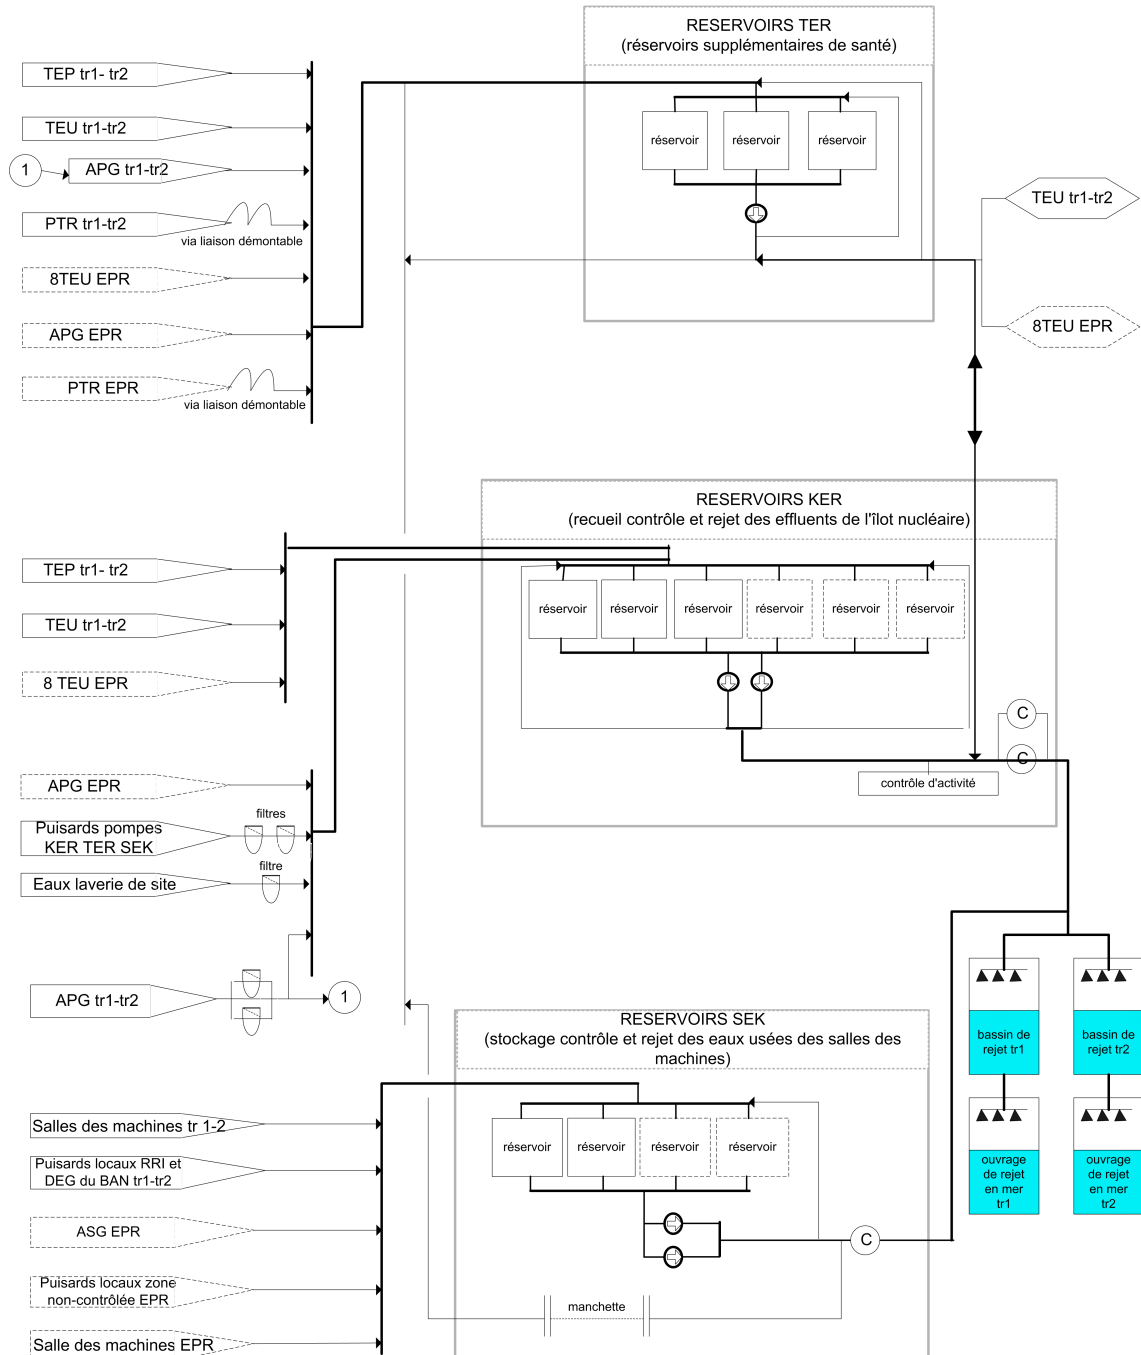 RESERVOIRS TER
(réservoirs supplémentaires de santé)
TEP tr1- tr2
TEU tr1-tr2
1
APG tr1-tr2
PTR tr1-tr2
via liaison démontable
8TEU EPR
APG EPR
PTR EPR
via liaison démontable
réservoir
réservoir
réservoir
TEU tr1-tr2
8TEU EPR
RESERVOIRS KER
(recueil contrôle et rejet des effluents de l'îlot nucléaire)
TEP tr1- tr2
TEU tr1-tr2
8 TEU EPR
réservoir
réservoir
réservoir
réservoir
réservoir
réservoir
C
C
contrôle d'activité
APG EPR
filtres
Puisards pompes
KER TER SEK
filtre
Eaux laverie de site
APG tr1-tr2
1
RESERVOIRS SEK
(stockage contrôle et rejet des eaux usées des salles des
machines)
bassin de
rejet tr1
bassin de
rejet tr2
ouvrage
de rejet
en mer
tr1
ouvrage
de rejet
en mer
tr2
Salles des machines tr 1-2
Puisards locaux RRI et
DEG du BAN tr1-tr2
ASG EPR
Puisards locaux zone
non-contrôlée EPR
Salle des machines EPR
réservoir
réservoir
réservoir
réservoir
C
manchette